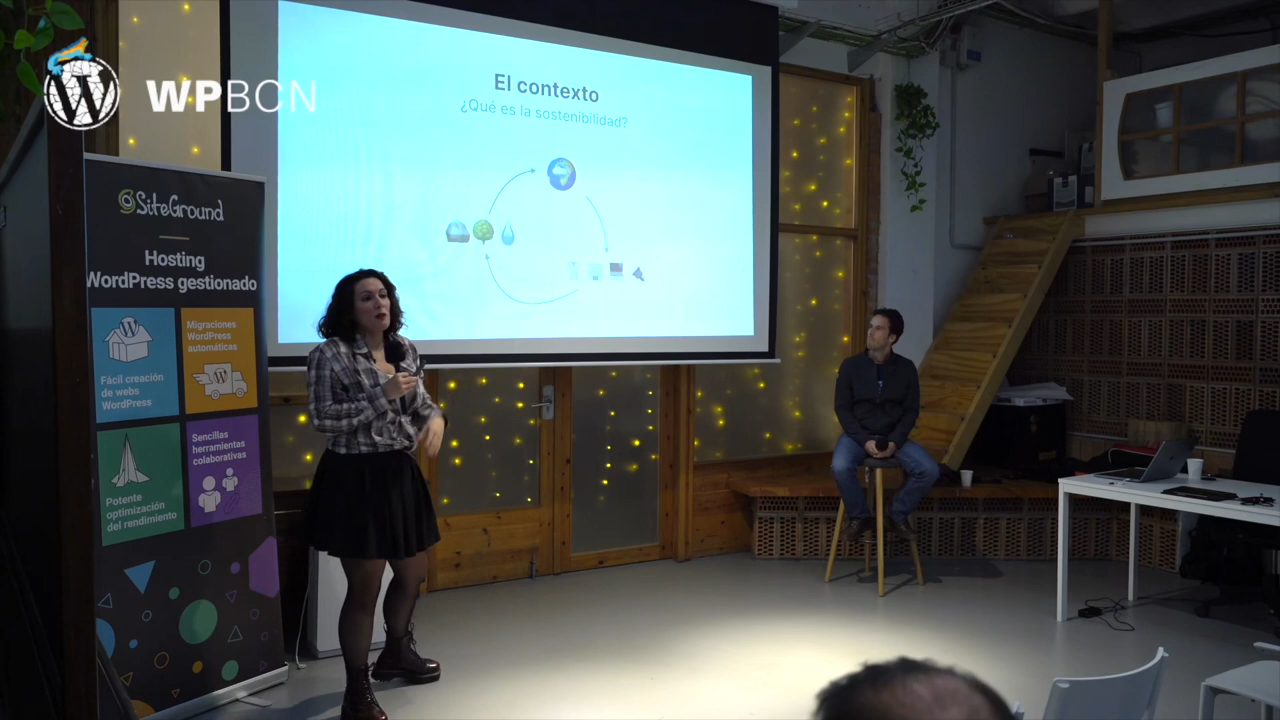 WPBCN
El contexto
¿Qué es la sostenibilidad?
SiteGround
Hosting
WordPress gestionado
Fácil creación
de webs
WordPress
Migraciones
WordPress
automáticas
Potente
optimización
del rendimiento
Sencillas
herramientas
colaborativas